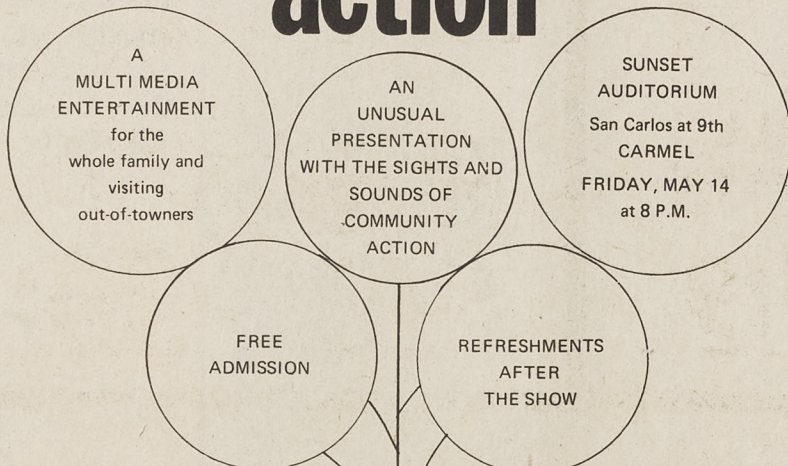 action
A
MULTI MEDIA
ENTERTAINMENT
for the
whole family and
visiting
out-of-towners
AN
UNUSUAL
PRESENTATION
WITH THE SIGHTS AND
SOUNDS OF
COMMUNITY
ACTION
SUNSET
AUDITORIUM
San Carlos at 9th
CARMEL
FRIDAY, MAY 14
at 8 P.M.
FREE
ADMISSION
REFRESHMENTS
AFTER
THE SHOW